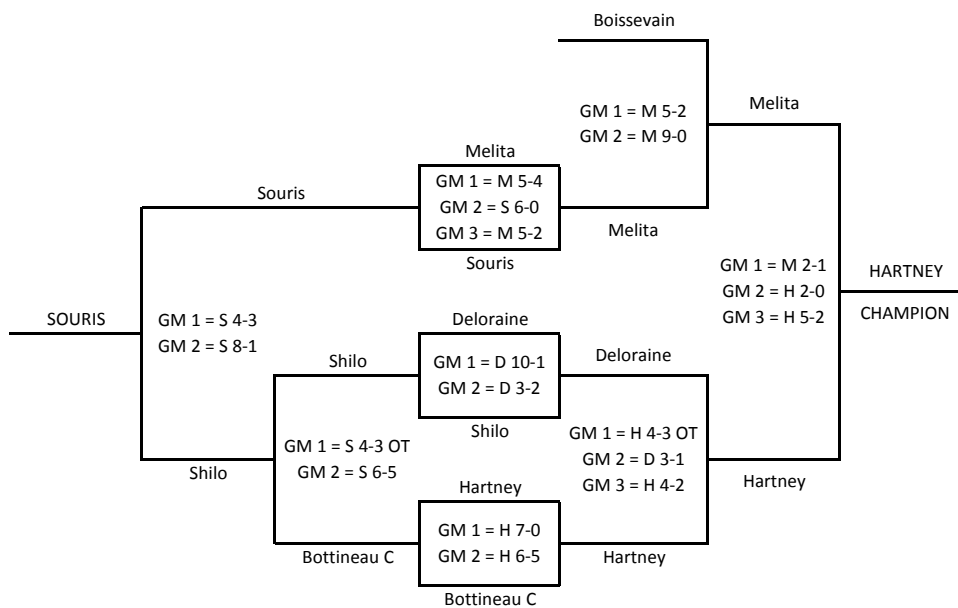 Boissevain
GM 1 = M 5-2
GM 2 = M 9-0
Melita
Melita
GM 1 = M 5-4
GM 2 = S 6-0
GM 3 = M 5-2
Souris
Souris
Melita
GM 1 = M 2-1
GM 2 = H 2-0
GM 3 = H 5-2
HARTNEY
CHAMPION
SOURIS
GM 1 = S 4-3
GM 2 = S 8-1
Deloraine
GM 1 = D 10-1
GM 2 = D 3-2
Shilo
Shilo
Deloraine
GM 1 = H 4-3 OT
GM 2 = D 3-1
GM 3 = H 4-2
Shilo
GM 1 = S 4-3 OT
GM 2 = S 6-5
Hartney
Hartney
GM 1 = H 7-0
GM 2 = H 6-5
Bottineau C
Bottineau C
Hartney